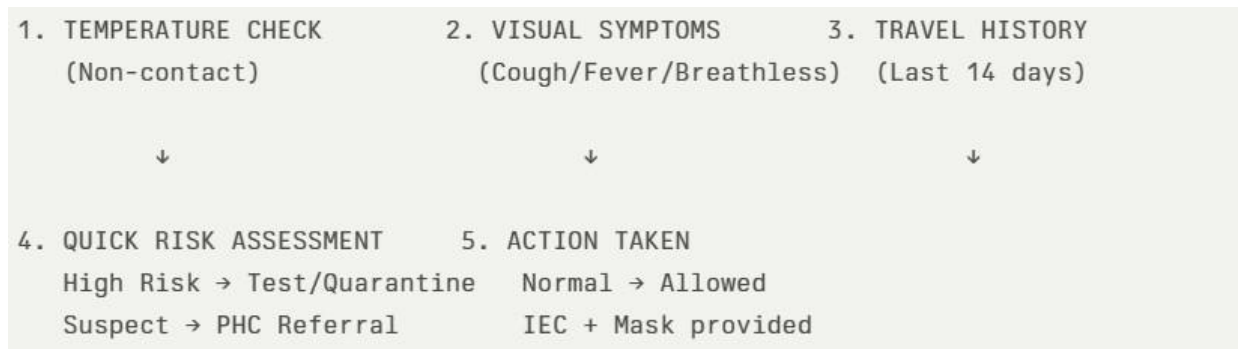 1. TEMPERATURE CHECK 2. VISUAL SYMPTOMS 3. TRAVEL HISTORY
(Non-contact) (Cough/Fever/Breathless) (Last 14 days)
↓ ↓ ↓
4. QUICK RISK ASSESSMENT 5. ACTION TAKEN
High Risk → Test/Quarantine Normal → Allowed
Suspect → PHC Referral IEC + Mask provided